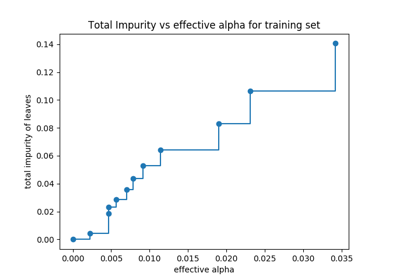 Total Impurity vs effective alpha for training set
0.14
0.12
0.10
0.08
0.06
0.04
0.02
0.00
total impurity of leaves
0.000 0.005 0.010 0.015 0.020 0.025 0.030 0.035
effective alpha